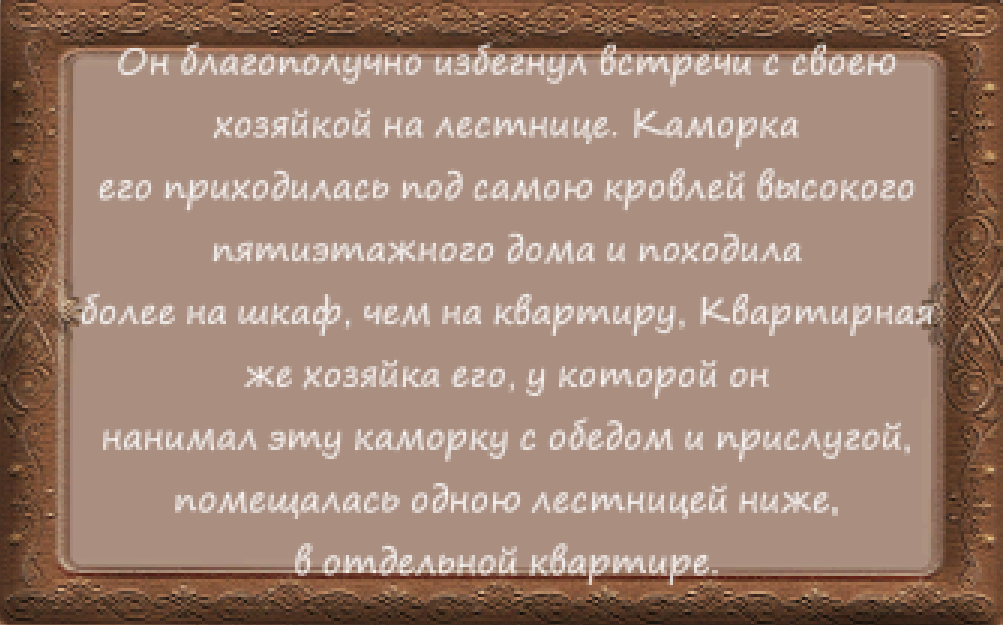 Он благополучно избегнул встречи с своею
хозяйкой на лестнице. Каморка
его приходилась под самою кровлей высокого
пятиэтажного дома и походила
более на шкаф, чем на квартиру, Квартирная
же хозяйка его, у которой он
нанимал эту каморку с обедом и прислугой,
помещалась одною лестницей ниже,
в отдельной квартире.